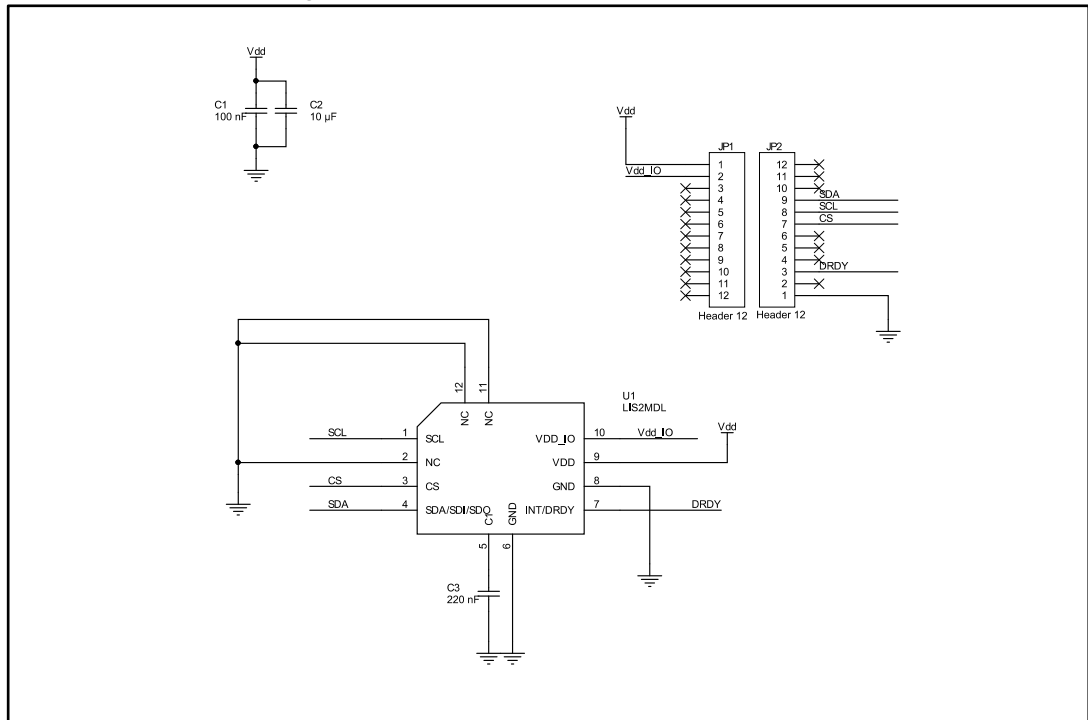 Vdd
C1
100 nF
C2
10 µF
Vdd
Vdd_IO
JP1
1
2
3
4
5
6
7
8
9
10
11
12
Header 12
JP2
12
11
10
9
8
7
6
5
4
3
2
1
Header 12
SDA
SCL
CS
DRDY
U1
LIS2MDL
12
11
NC
NC
SCL
1
SCL
2
NC
CS
3
CS
SDA
4
SDA/SDI/SDO
VDD_IO
10
Vdd_IO
VDD
9
Vdd
GND
8
INT/DRDY
7
DRDY
C1
GND
5
6
C3
220 nF